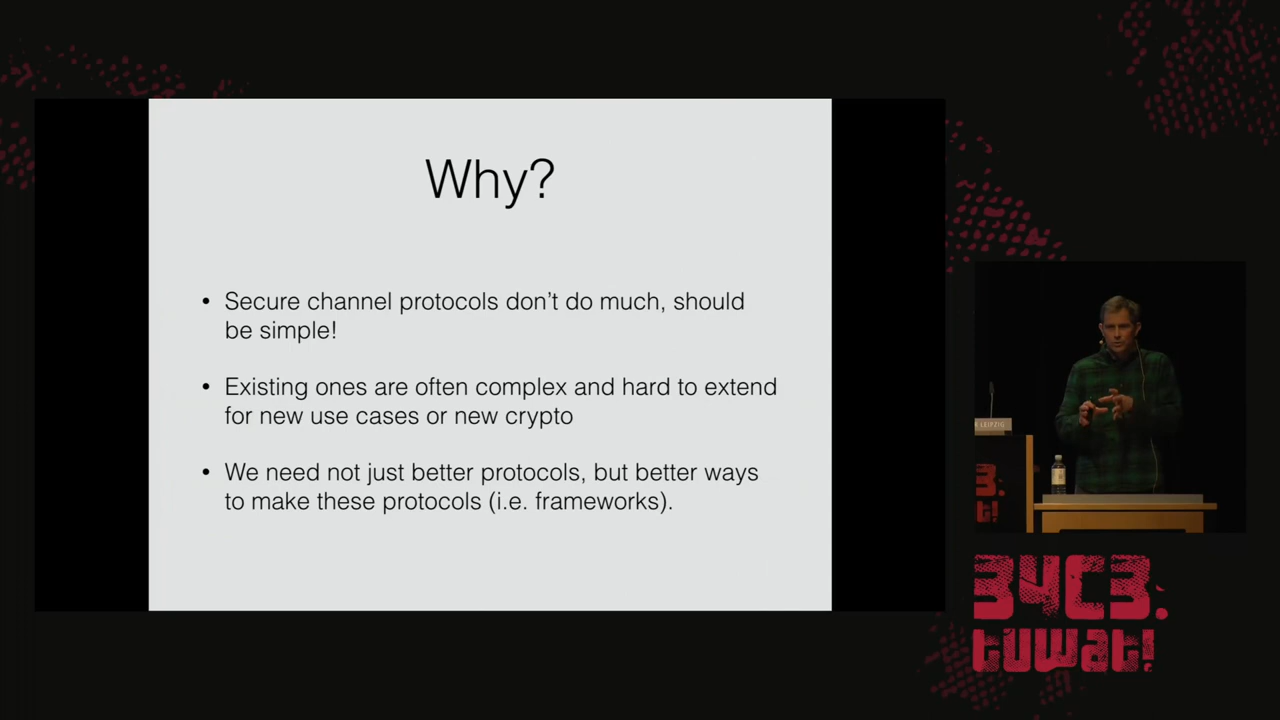 Why?
• Secure channel protocols don’t do much, should
be simple!
• Existing ones are often complex and hard to extend
for new use cases or new crypto
• We need not just better protocols, but better ways
to make these protocols (i.e. frameworks).
LEIPZIG
34C3.
tuwat!